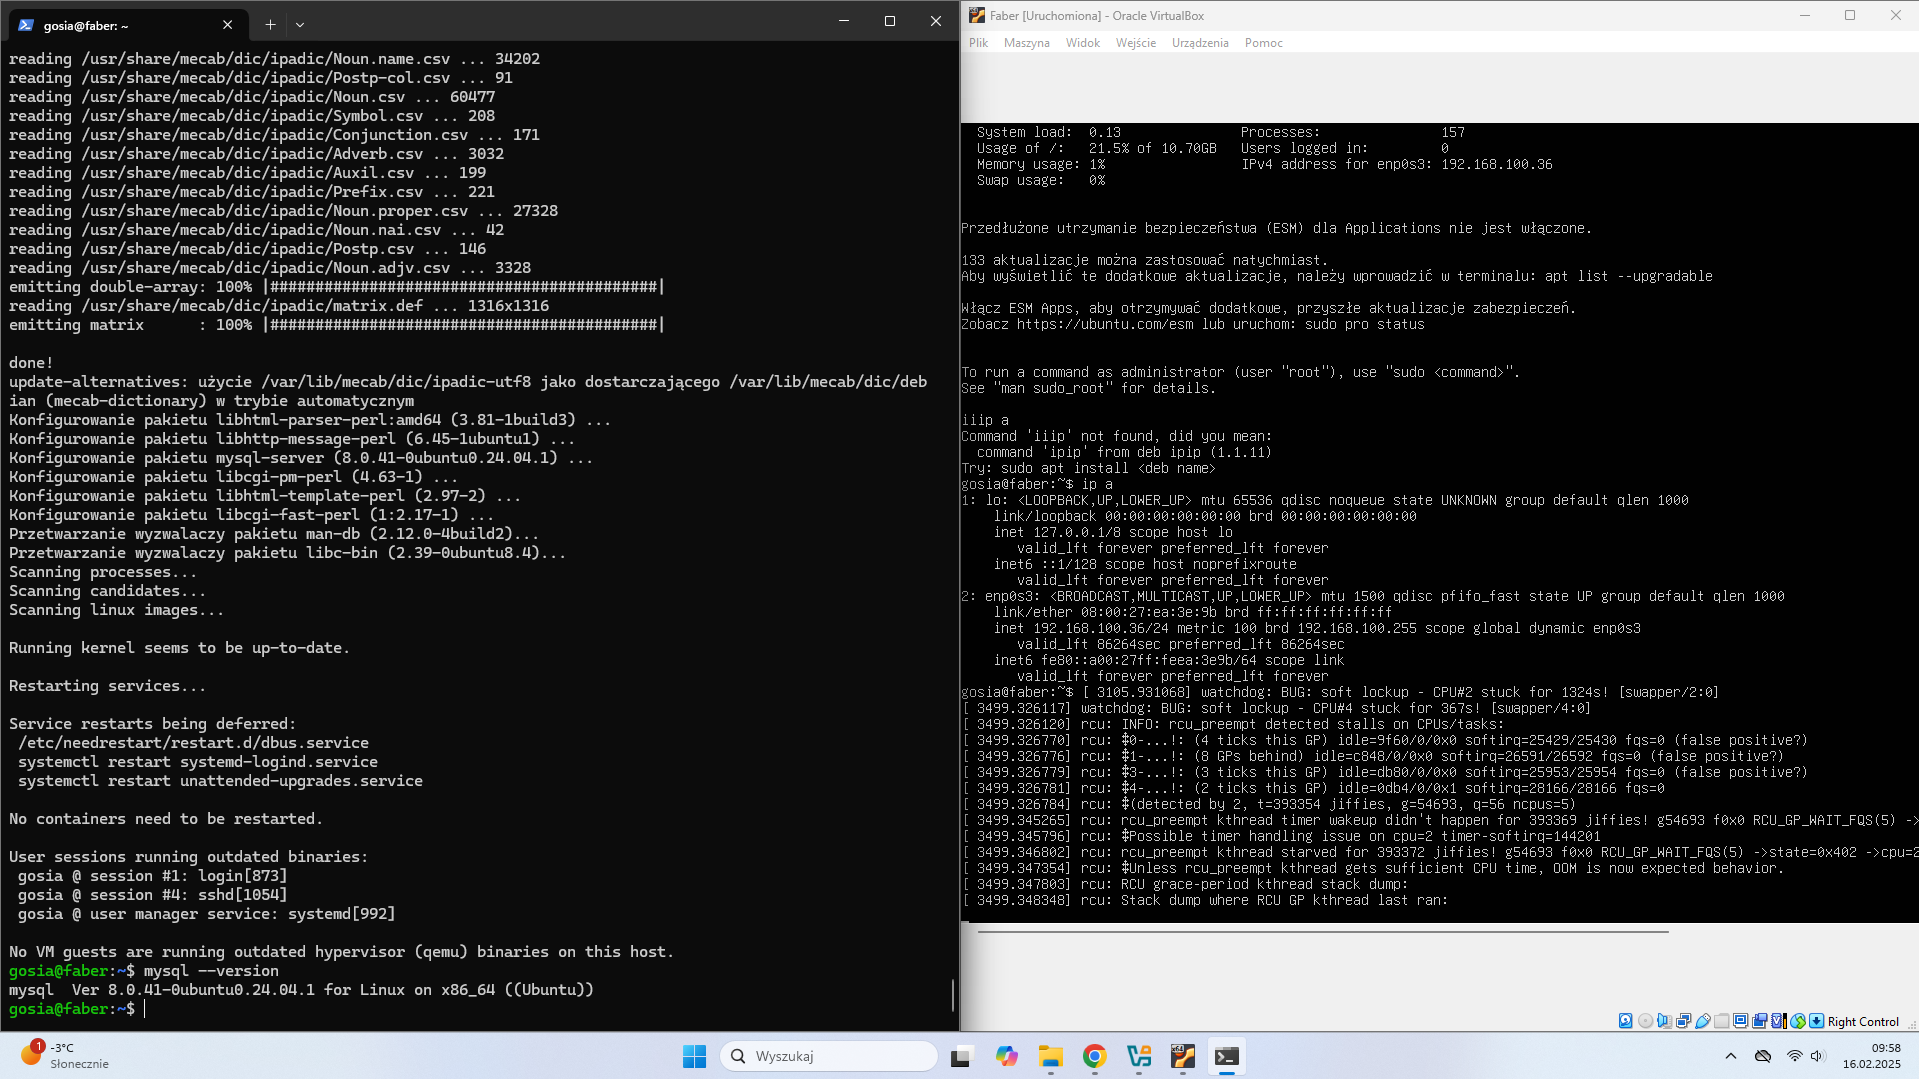 gosia@faber: ~
reading /usr/share/mecab/dic/ipadic/Noun.name.csv ... 34202
reading /usr/share/mecab/dic/ipadic/Postp-col.csv ... 91
reading /usr/share/mecab/dic/ipadic/Noun.csv ... 60477
reading /usr/share/mecab/dic/ipadic/Symbol.csv ... 208
reading /usr/share/mecab/dic/ipadic/Conjunction.csv ... 171
reading /usr/share/mecab/dic/ipadic/Adverb.csv ... 3032
reading /usr/share/mecab/dic/ipadic/Auxil.csv ... 199
reading /usr/share/mecab/dic/ipadic/Prefix.csv ... 221
reading /usr/share/mecab/dic/ipadic/Noun.proper.csv ... 27328
reading /usr/share/mecab/dic/ipadic/Noun.nai.csv ... 42
reading /usr/share/mecab/dic/ipadic/Postp.csv ... 146
reading /usr/share/mecab/dic/ipadic/Noun.adjv.csv ... 3328
emitting double-array: 100% |###########################################|
reading /usr/share/mecab/dic/ipadic/matrix.def ... 1316x1316
emitting matrix      : 100% |###########################################|
done!
update-alternatives: użycie /var/lib/mecab/dic/ipadic-utf8 jako dostarczającego /var/lib/mecab/dic/deb
ian (mecab-dictionary) w trybie automatycznym
Konfigurowanie pakietu libhtml-parser-perl:amd64 (3.81-1build3) ...
Konfigurowanie pakietu libhttp-message-perl (6.45-1ubuntu1) ...
Konfigurowanie pakietu mysql-server (8.0.41-0ubuntu0.24.04.1) ...
Konfigurowanie pakietu libcgi-pm-perl (4.63-1) ...
Konfigurowanie pakietu libhtml-template-perl (2.97-2) ...
Konfigurowanie pakietu libcgi-fast-perl (1:2.17-1) ...
Przetwarzanie wyzwalaczy pakietu man-db (2.12.0-4build2)...
Przetwarzanie wyzwalaczy pakietu libc-bin (2.39-0ubuntu8.4)...
Scanning processes...
Scanning candidates...
Scanning linux images...
Running kernel seems to be up-to-date.
Restarting services...
Service restarts being deferred:
 /etc/needrestart/restart.d/dbus.service
 systemctl restart systemd-logind.service
 systemctl restart unattended-upgrades.service
No containers need to be restarted.
User sessions running outdated binaries:
 gosia @ session #1: login[873]
 gosia @ session #4: sshd[1054]
 gosia @ user manager service: systemd[992]
No VM guests are running outdated hypervisor (qemu) binaries on this host.
gosia@faber:~$ mysql --version
mysql  Ver 8.0.41-0ubuntu0.24.04.1 for Linux on x86_64 ((Ubuntu))
gosia@faber:~$
Faber [Uruchomiona] - Oracle VirtualBox
Plik Maszyna Widok Wejście Urządzenia Pomoc
System load:  0.13               Processes:               157
Usage of /:   21.5% of 10.70GB   Users logged in:         0
Memory usage: 1%                 IPv4 address for enp0s3: 192.168.100.36
Swap usage:   0%
Przedłużone utrzymanie bezpieczeństwa (ESM) dla Applications nie jest włączone.
133 aktualizacje można zastosować natychmiast.
Aby wyświetlić te dodatkowe aktualizacje, należy wprowadzić w terminalu: apt list --upgradable
Włącz ESM Apps, aby otrzymywać dodatkowe, przyszłe aktualizacje zabezpieczeń.
Zobacz https://ubuntu.com/esm lub uruchom: sudo pro status
To run a command as administrator (user "root"), use "sudo <command>".
See "man sudo_root" for details.
iiip a
Command 'iiip' not found, did you mean:
  command 'ipip' from deb ipip (1.1.11)
Try: sudo apt install <deb name>
gosia@faber:~$ ip a
1: lo: <LOOPBACK,UP,LOWER_UP> mtu 65536 qdisc noqueue state UNKNOWN group default qlen 1000
    link/loopback 00:00:00:00:00:00 brd 00:00:00:00:00:00
    inet 127.0.0.1/8 scope host lo
       valid_lft forever preferred_lft forever
    inet6 ::1/128 scope host noprefixroute
       valid_lft forever preferred_lft forever
2: enp0s3: <BROADCAST,MULTICAST,UP,LOWER_UP> mtu 1500 qdisc pfifo_fast state UP group default qlen 1000
    link/ether 08:00:27:ea:3e:9b brd ff:ff:ff:ff:ff:ff
    inet 192.168.100.36/24 metric 100 brd 192.168.100.255 scope global dynamic enp0s3
       valid_lft 86264sec preferred_lft 86264sec
    inet6 fe80::a00:27ff:feea:3e9b/64 scope link
       valid_lft forever preferred_lft forever
gosia@faber:~$ [ 3105.931068] watchdog: BUG: soft lockup - CPU#2 stuck for 1324s! [swapper/2:0]
[ 3499.326117] watchdog: BUG: soft lockup - CPU#4 stuck for 367s! [swapper/4:0]
[ 3499.326120] rcu: INFO: rcu_preempt detected stalls on CPUs/tasks:
[ 3499.326770] rcu: ‡0-...!: (4 ticks this GP) idle=9f60/0/0x0 softirq=25429/25430 fqs=0 (false positive?)
[ 3499.326776] rcu: ‡1-...!: (8 GPs behind) idle=c848/0/0x0 softirq=26591/26592 fqs=0 (false positive?)
[ 3499.326779] rcu: ‡3-...!: (3 ticks this GP) idle=db80/0/0x0 softirq=25953/25954 fqs=0 (false positive?)
[ 3499.326781] rcu: ‡4-...!: (2 ticks this GP) idle=0db4/0/0x1 softirq=28166/28166 fqs=0
[ 3499.326784] rcu: ‡(detected by 2, t=393354 jiffies, g=54693, q=56 ncpus=5)
[ 3499.345265] rcu: rcu_preempt kthread timer wakeup didn't happen for 393369 jiffies! g54693 f0x0 RCU_GP_WAIT_FQS(5) ->
[ 3499.345796] rcu: ‡Possible timer handling issue on cpu=2 timer-softirq=144201
[ 3499.346802] rcu: rcu_preempt kthread starved for 393372 jiffies! g54693 f0x0 RCU_GP_WAIT_FQS(5) ->state=0x402 ->cpu=2
[ 3499.347354] rcu: ‡Unless rcu_preempt kthread gets sufficient CPU time, OOM is now expected behavior.
[ 3499.347803] rcu: RCU grace-period kthread stack dump:
[ 3499.348348] rcu: Stack dump where RCU GP kthread last ran:
Right Control
1
-3°C
Słonecznie
Wyszukaj
09:58
16.02.2025